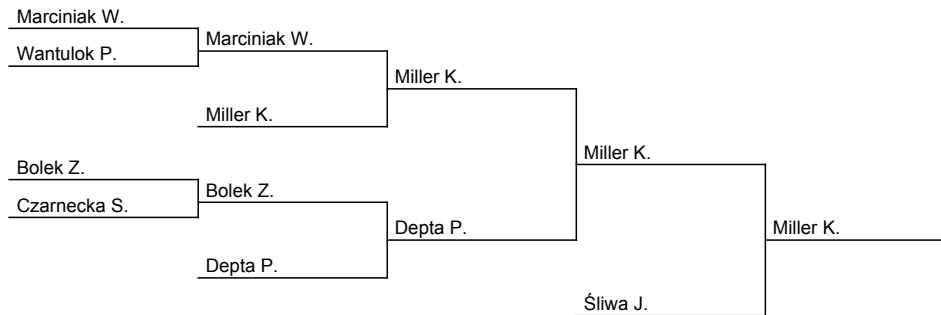 Marciniak W.
Wantulok P.
Marciniak W.
Miller K.
Miller K.
Bolek Z.
Czarnecka S.
Bolek Z.
Depta P.
Depta P.
Miller K.
Śliwa J.
Miller K.